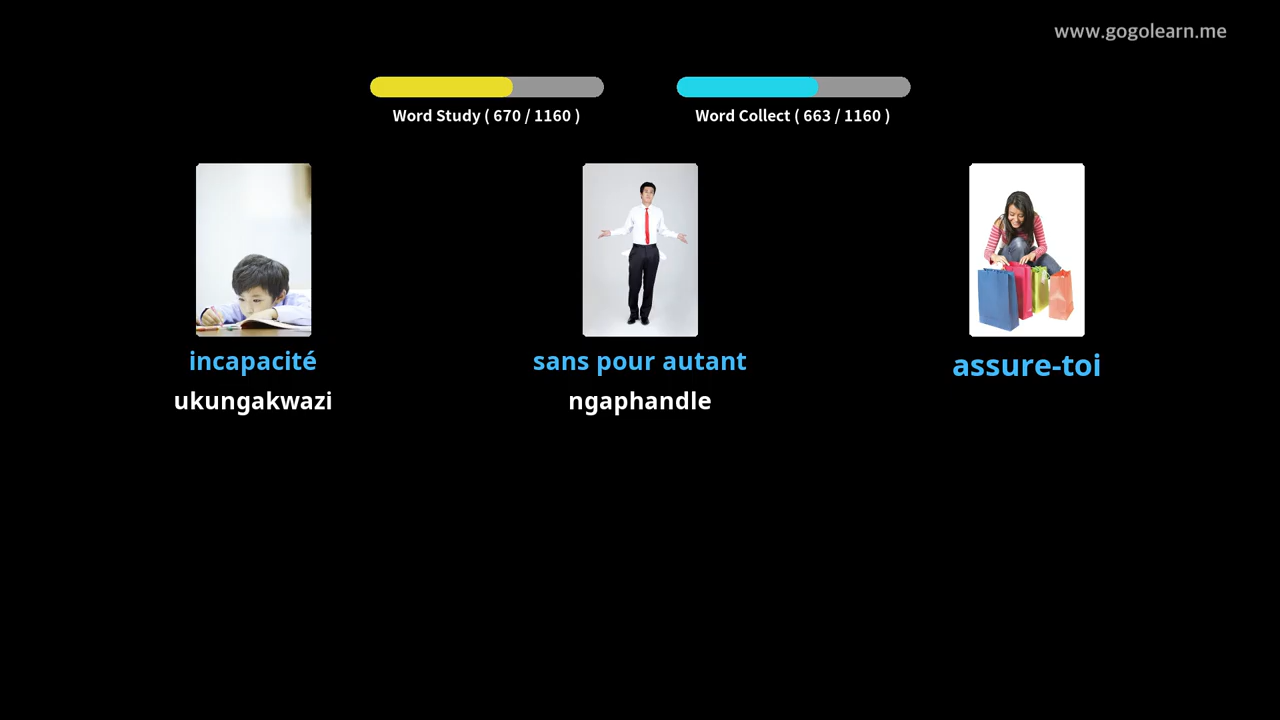 www.gogolearn.me
Word Study ( 670 / 1160 )
Word Collect ( 663 / 1160 )
incapacité
ukungakwazi
sans pour autant
ngaphandle
assure-toi